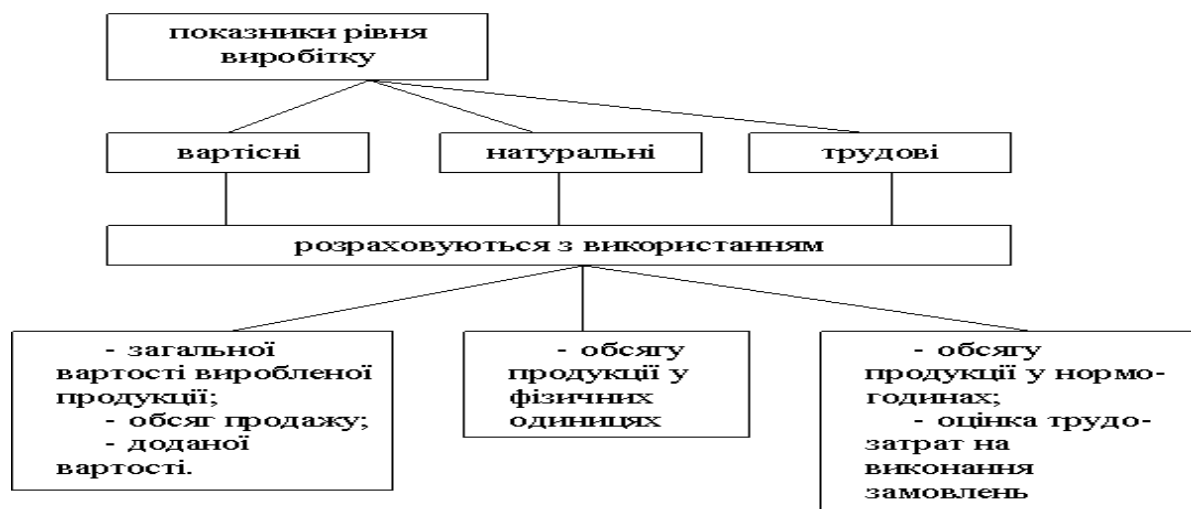 показники рівня
виробітку
вартісні
натуральні
трудові
розраховуються з використанням
- загальної
вартості виробленої
продукції;
- обсяг продажу;
- доданої
вартості.
- обсягу
продукції у
фізичних
одиницях
- обсягу
продукції у нормо-
годинах;
- оцінка трудо-
затрат на
виконання
замовлень